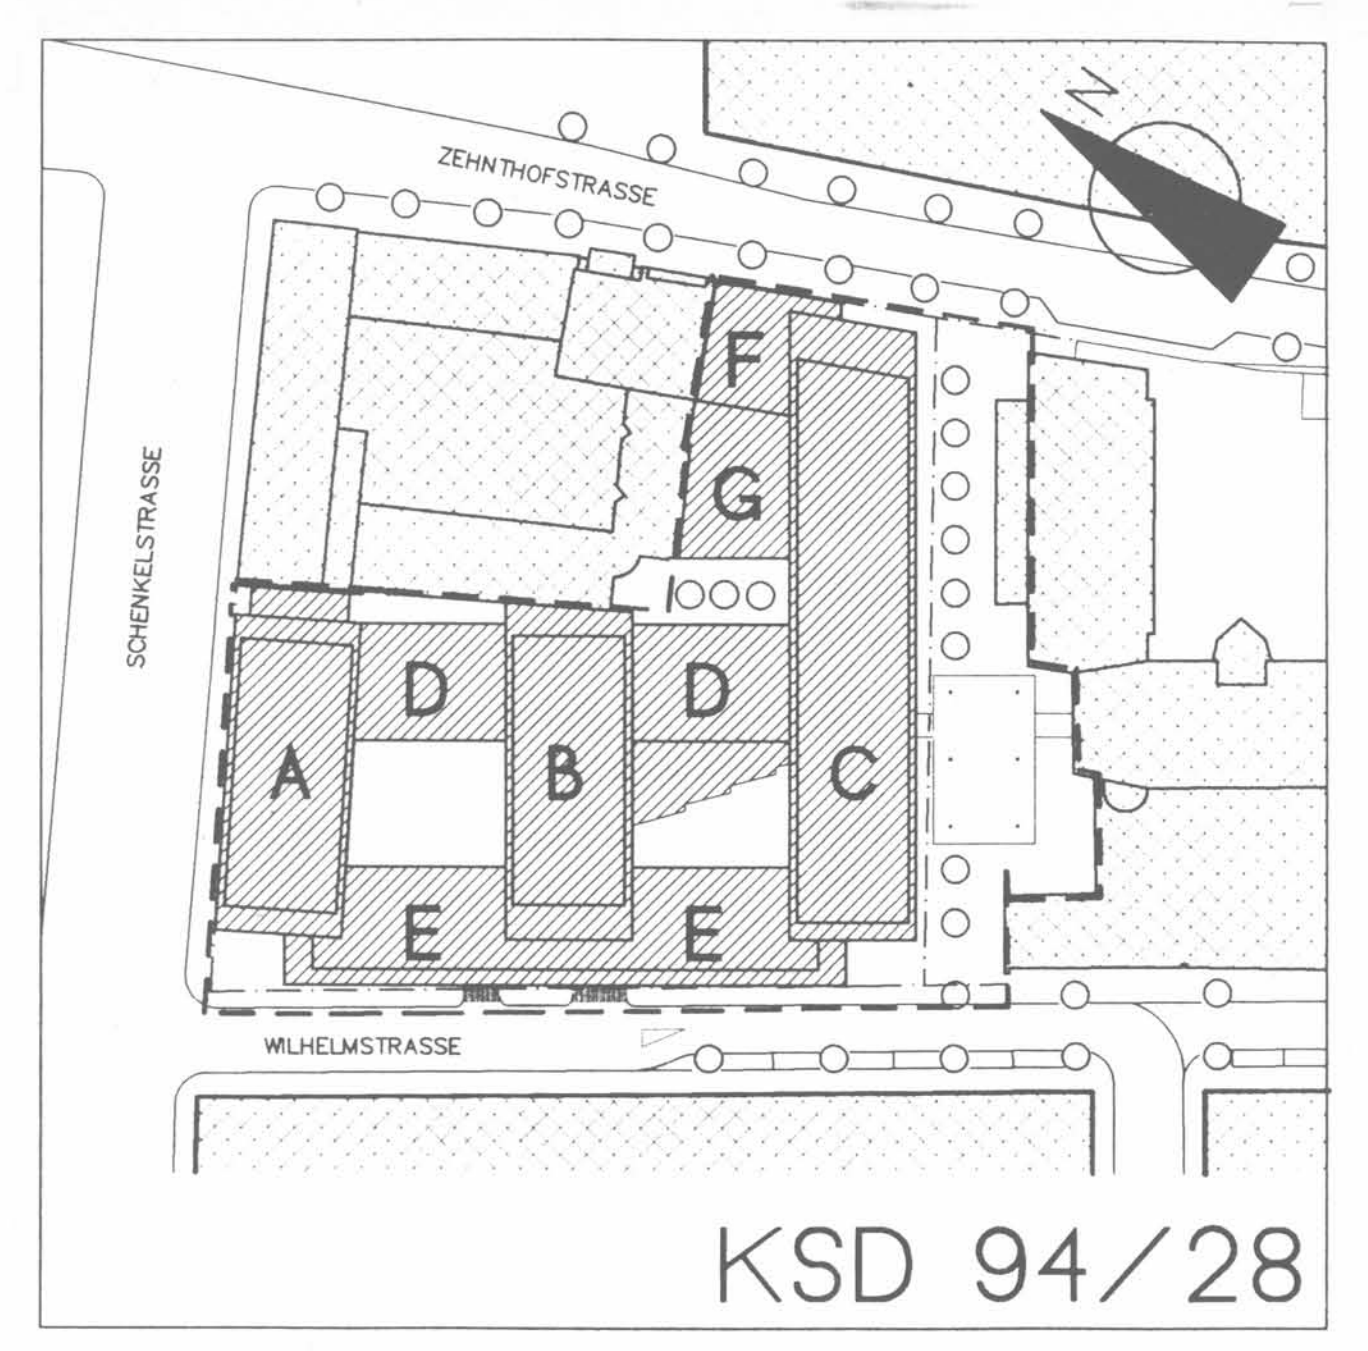 N
ZEHNTHOFSTRASSE
F
G
SCHENKELSTRASSE
D
D
A
B
C
E
E
WILHELMSTRASSE
KSD 94/28